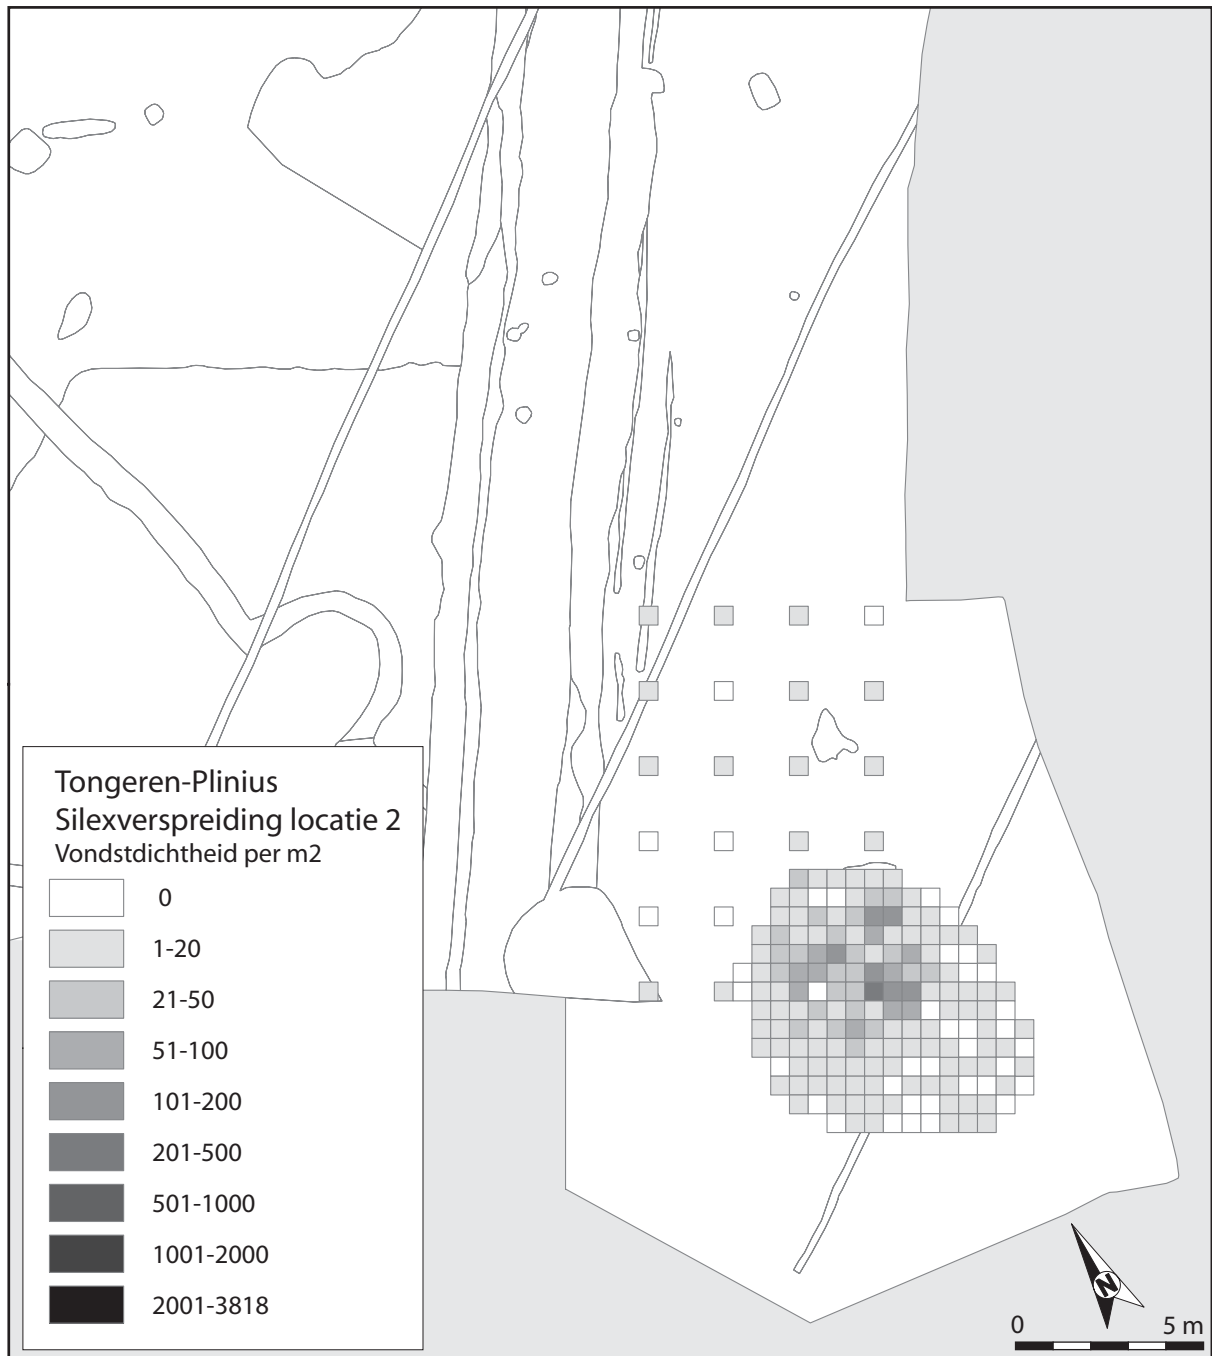 Tongeren-Plinius
Silexverspreiding locatie 2
Vondstdichtheid per m2
0
1-20
21-50
51-100
101-200
201-500
501-1000
1001-2000
2001-3818
N
0 5 m